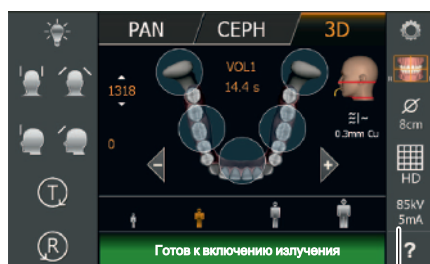 PAN
CEPH
3D
VOL1
14.4 s
1318
0
0.3mm Cu
8cm
HD
85kV
5mA
T
R
Готов к включению излучения
?